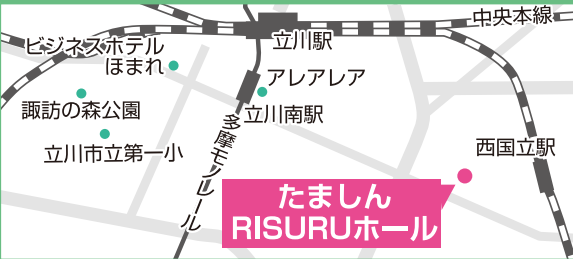 中央本線
立川駅
ビジネスホテル
ほまれ
アレアレア
諏訪の森公園
立川南駅
立川市立第一小
多摩モノレール
西国立駅
たましん
RISURUホール